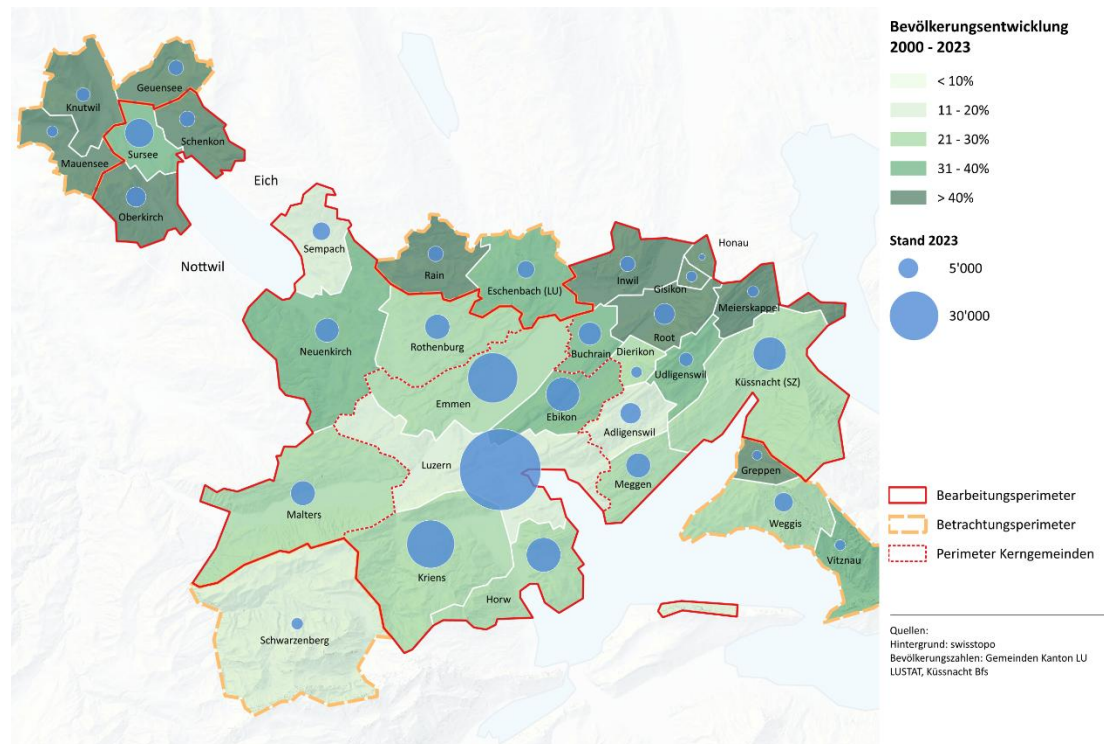 Geuensee
Knutwil
Schenkon
Sursee
Mauensee
Oberkirch
Eich
Sempach
Nottwil
Rain
Eschenbach (LU)
Inwil
Honau
Gisikon
Meierskappel
Root
Neuenkirch
Rothenburg
Buchrain
Dierikon
Udligenswil
Küssnacht (SZ)
Emmen
Ebikon
Adligenswil
Luzern
Meggen
Greppen
Malters
Weggis
Vitznau
Kriens
Horw
Schwarzenberg
Bevölkerungsentwicklung
2000 - 2023
< 10%
11 - 20%
21 - 30%
31 - 40%
> 40%
Stand 2023
5'000
30'000
Bearbeitungsperimeter
Betrachtungsperimeter
Perimeter Kerngemeinden
Quellen:
Hintergrund: swisstopo
Bevölkerungszahlen: Gemeinden Kanton LU
LUSTAT, Küssnacht Bfs